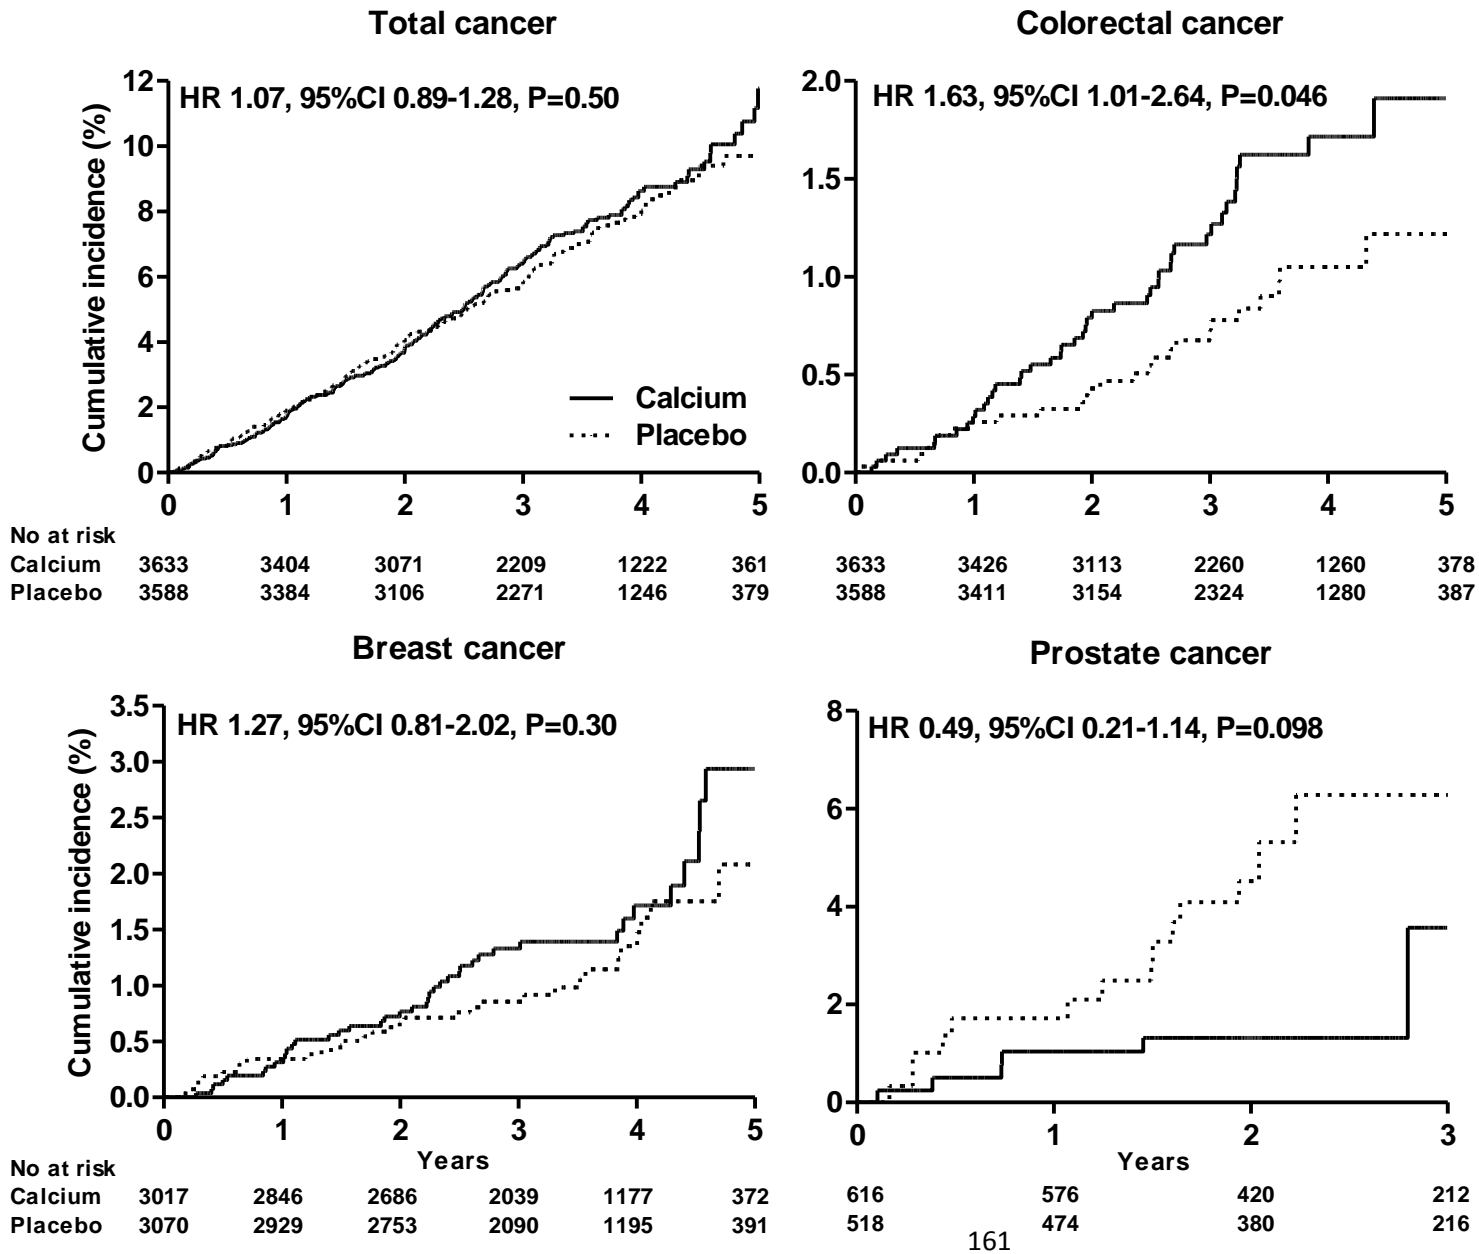 Total cancer
HR 1.07, 95%CI 0.89-1.28, P=0.50
Cumulative incidence (%)
12
10
8
6
4
2
0
Calcium
Placebo
0 1 2 3 4 5
No at risk
Calcium 3633 3404 3071 2209 1222 361
Placebo 3588 3384 3106 2271 1246 379
Colorectal cancer
HR 1.63, 95%CI 1.01-2.64, P=0.046
2.0
1.5
1.0
0.5
0.0
0 1 2 3 4 5
3633 3426 3113 2260 1260 378
3588 3411 3154 2324 1280 387
Breast cancer
HR 1.27, 95%CI 0.81-2.02, P=0.30
Cumulative incidence (%)
3.5
3.0
2.5
2.0
1.5
1.0
0.5
0.0
0 1 2 3 4 5
Years
No at risk
Calcium 3017 2846 2686 2039 1177 372
Placebo 3070 2929 2753 2090 1195 391
Prostate cancer
HR 0.49, 95%CI 0.21-1.14, P=0.098
8
6
4
2
0
0 1 2 3
Years
616 576 420 212
518 474 380 216
161